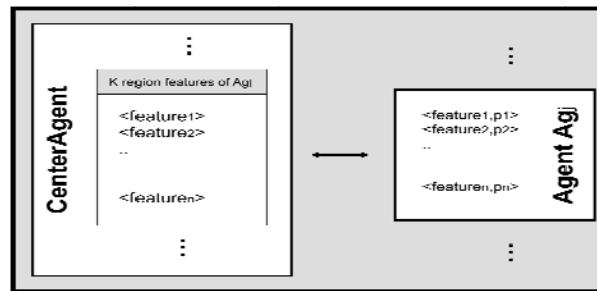 ⋮
CenterAgent
K region features of Agj
<feature1>
<feature2>
..
<featuren>
⋮
⋮
<feature1,p1>
<feature2,p2>
..
<featuren,pn>
Agent Agj
⋮